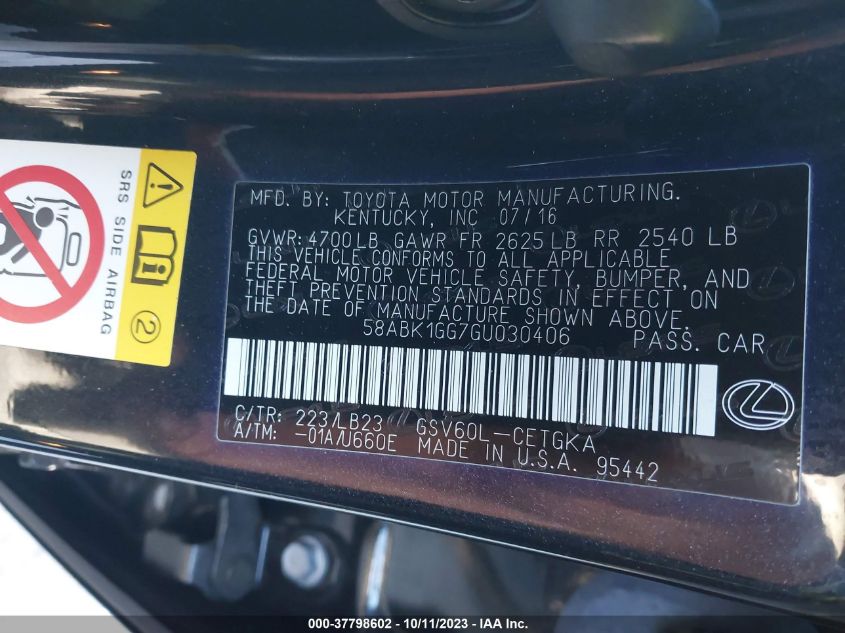 SRS SIDE AIRBAG
2
MFD. BY: TOYOTA MOTOR MANUFACTURING.
KENTUCKY, INC 07/16
GVWR: 4700LB GAWR FR 2625LB RR 2540 LB
THIS VEHICLE CONFORMS TO ALL APPLICABLE
FEDERAL MOTOR VEHICLE SAFETY, BUMPER, AND
THEFT PREVENTION STANDARDS IN EFFECT ON
THE DATE OF MANUFACTURE SHOWN ABOVE.
58ABK1GG7GU030406 PASS. CAR
C/TR: 223/LB23 GSV60L-CETGKA
A/TM: -01A/U660E MADE IN U.S.A. 95442
000-37798602 - 10/11/2023 - IAA Inc.